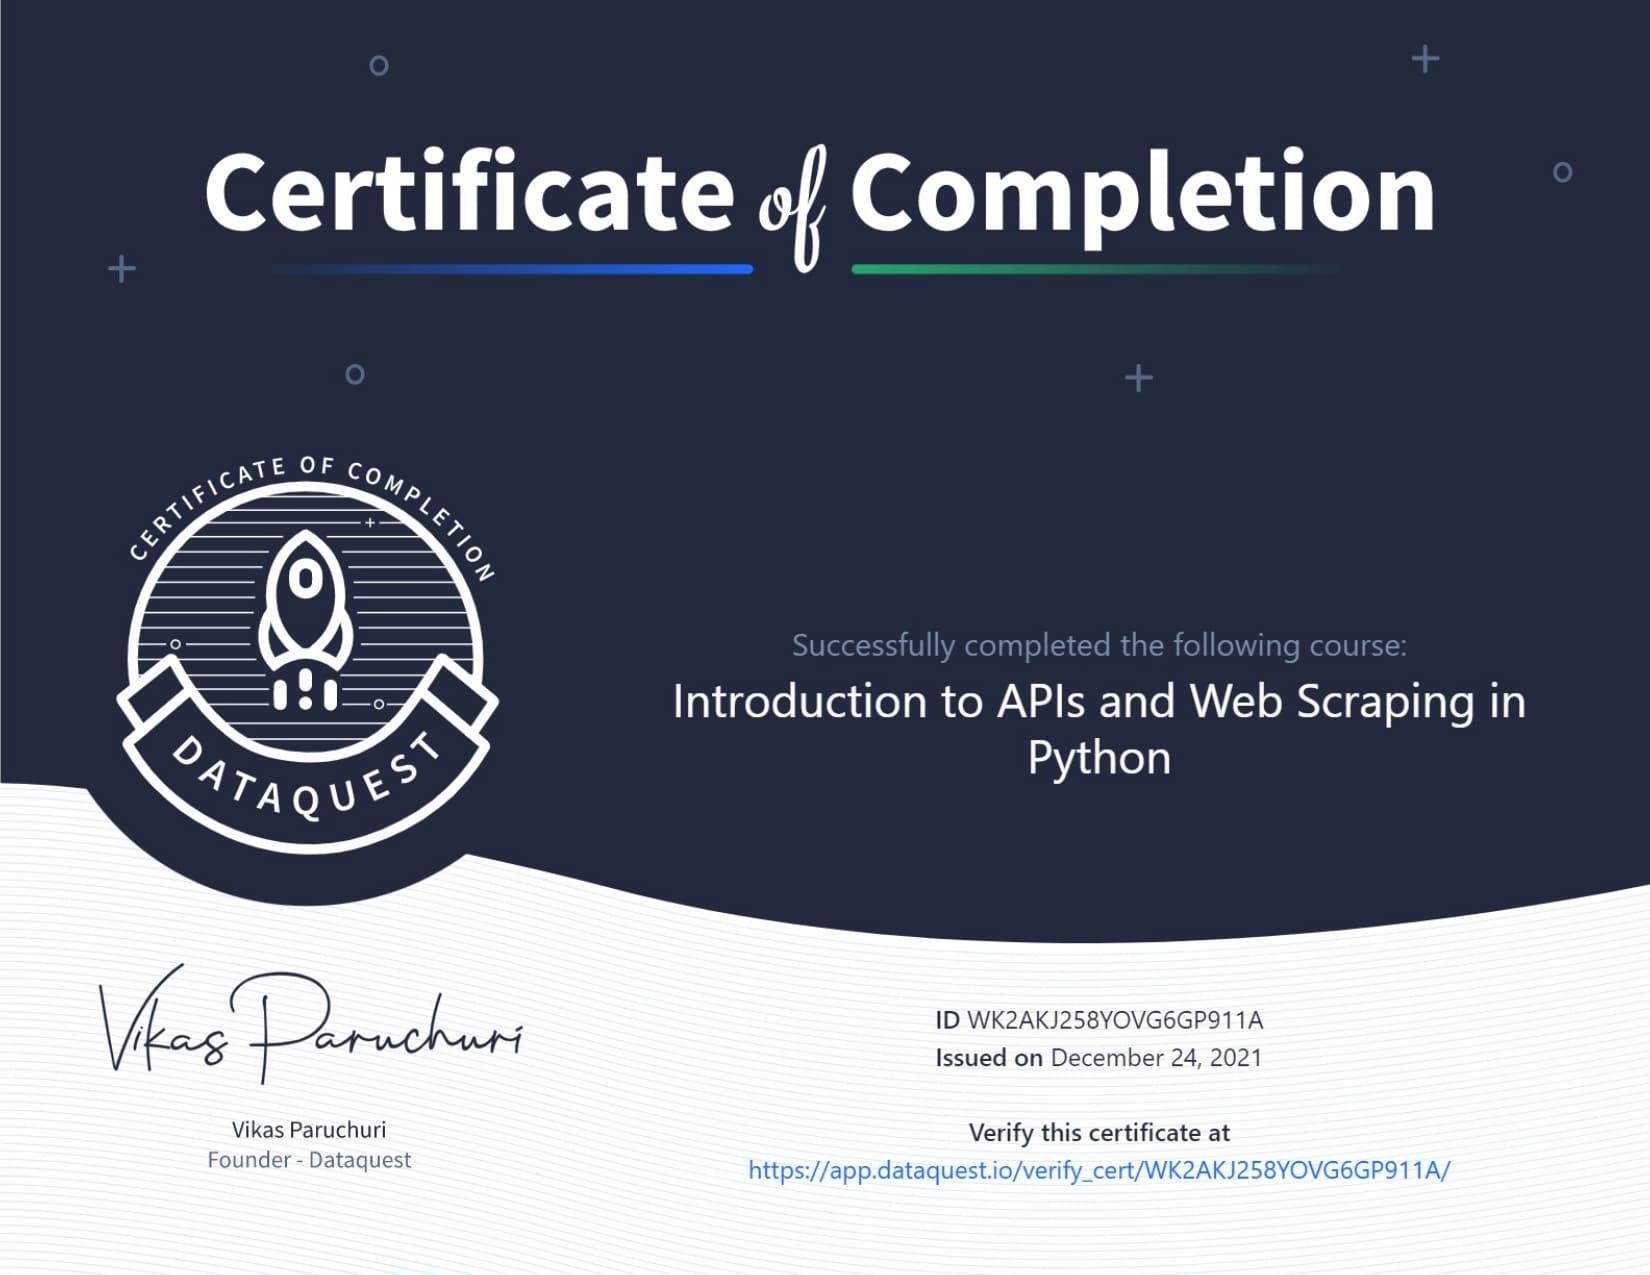 Certificate of Completion
CERTIFICATE OF COMPLETION
DATAQUEST
Successfully completed the following course:
Introduction to APIs and Web Scraping in
Python
Vikas Paruchuri
Vikas Paruchuri
Founder - Dataquest
ID WK2AKJ258YOVG6GP911A
Issued on December 24, 2021
Verify this certificate at
https://app.dataquest.io/verify_cert/WK2AKJ258YOVG6GP911A/